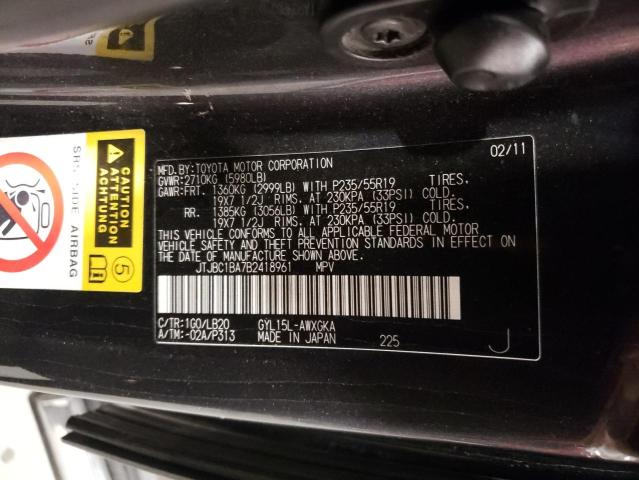 MFD.BY:TOYOTA MOTOR CORPORATION 02/11
GVWR:2710KG (5980LB)
GAWR:FRT. 1360KG (2999LB) WITH P235/55R19 TIRES.
19X7 1/2J RIMS. AT 230KPA (33PSI) COLD.
RR. 1385KG (3056LB) WITH P235/55R19 TIRES.
19X7 1/2J RIMS. AT 230KPA (33PSI) COLD.
THIS VEHICLE CONFORMS TO ALL APPLICABLE FEDERAL MOTOR
VEHICLE SAFETY AND THEFT PREVENTION STANDARDS IN EFFECT ON
THE DATE OF MANUFACTURE SHOWN ABOVE.
JTJBC1BA7B2418961 MPV
C/TR:1G0/LB20 GYL15L-AWXGKA
A/TM:-02A/P313 MADE IN JAPAN 225 J
CAUTION
ATTENTION
SRS SIDE AIRBAG
5